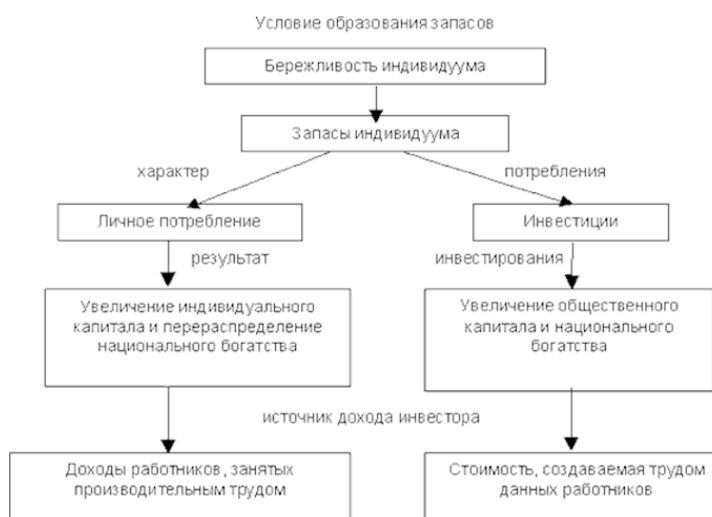 Условие образования запасов
Бережливость индивидуума
Запасы индивидуума
характер
потребления
Личное потребление
Инвестиции
результат
инвестирования
Увеличение индивидуального
капитала и перераспределение
национального богатства
Увеличение общественного
капитала и национального
богатства
источник дохода инвестора
Доходы работников, занятых
производительным трудом
Стоимость, создаваемая трудом
данных работников